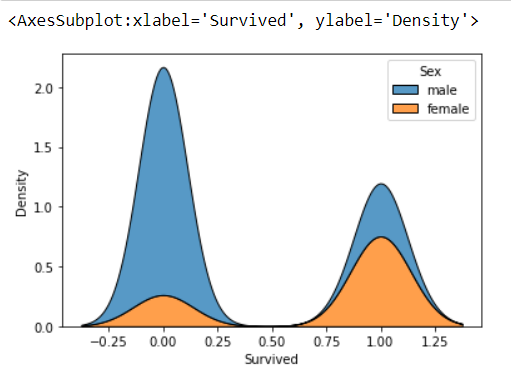 <AxesSubplot:xlabel='Survived', ylabel='Density'>
Sex
male
female
2.0
1.5
1.0
0.5
0.0
Density
−0.25 0.00 0.25 0.50 0.75 1.00 1.25
Survived